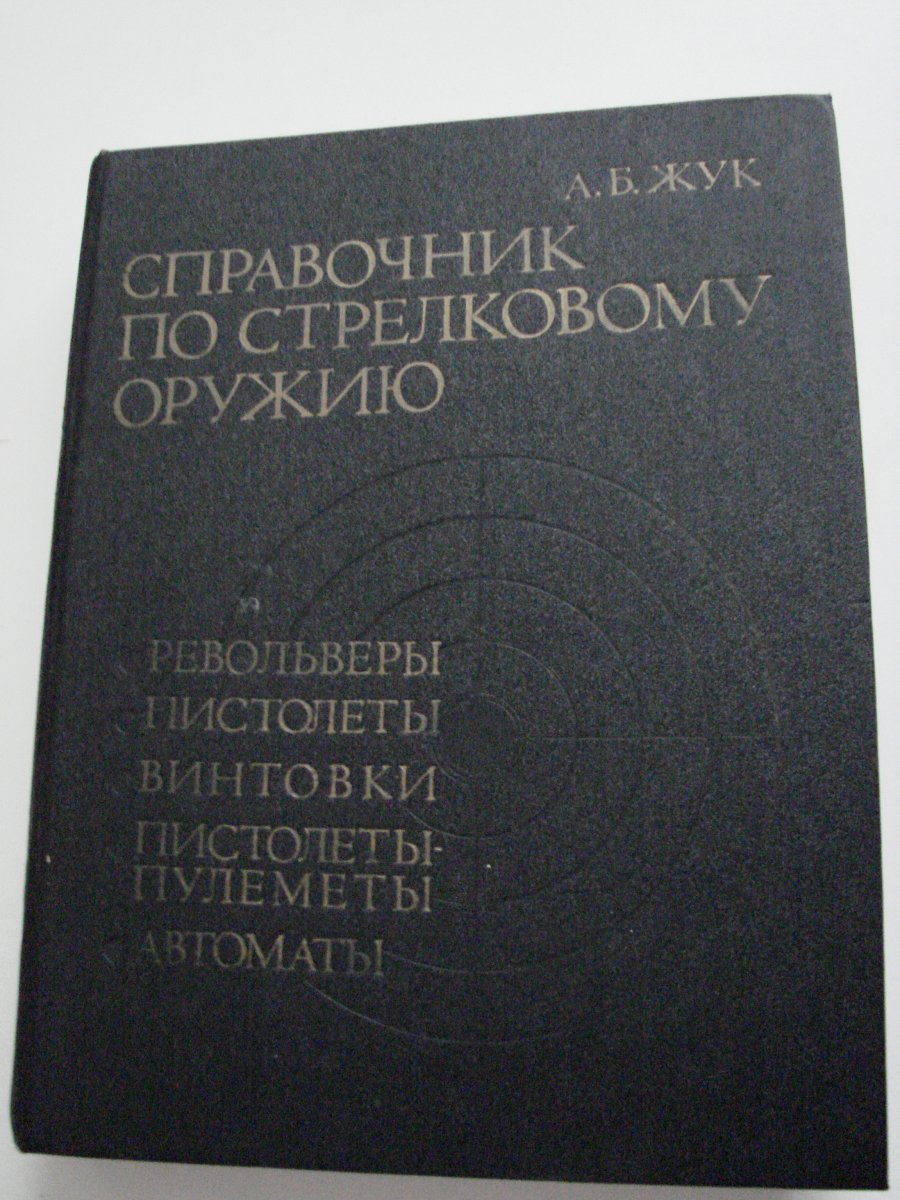 А. Б. ЖУК
СПРАВОЧНИК
ПО СТРЕЛКОВОМУ
ОРУЖИЮ
РЕВОЛЬВЕРЫ
ПИСТОЛЕТЫ
ВИНТОВКИ
ПИСТОЛЕТЫ-
ПУЛЕМЕТЫ
АВТОМАТЫ